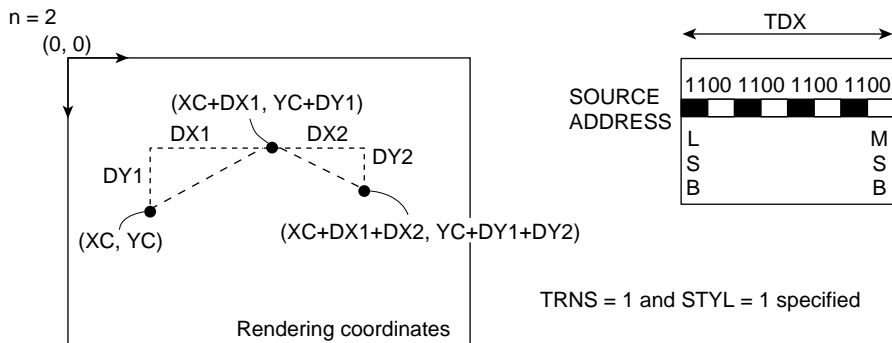 n = 2
(0, 0)
TDX
(XC+DX1, YC+DY1)
1100 1100 1100 1100
SOURCE
ADDRESS
DX1
DX2
DY1
DY2
L
S
B
M
S
B
(XC, YC)
(XC+DX1+DX2, YC+DY1+DY2)
TRNS = 1 and STYL = 1 specified
Rendering coordinates